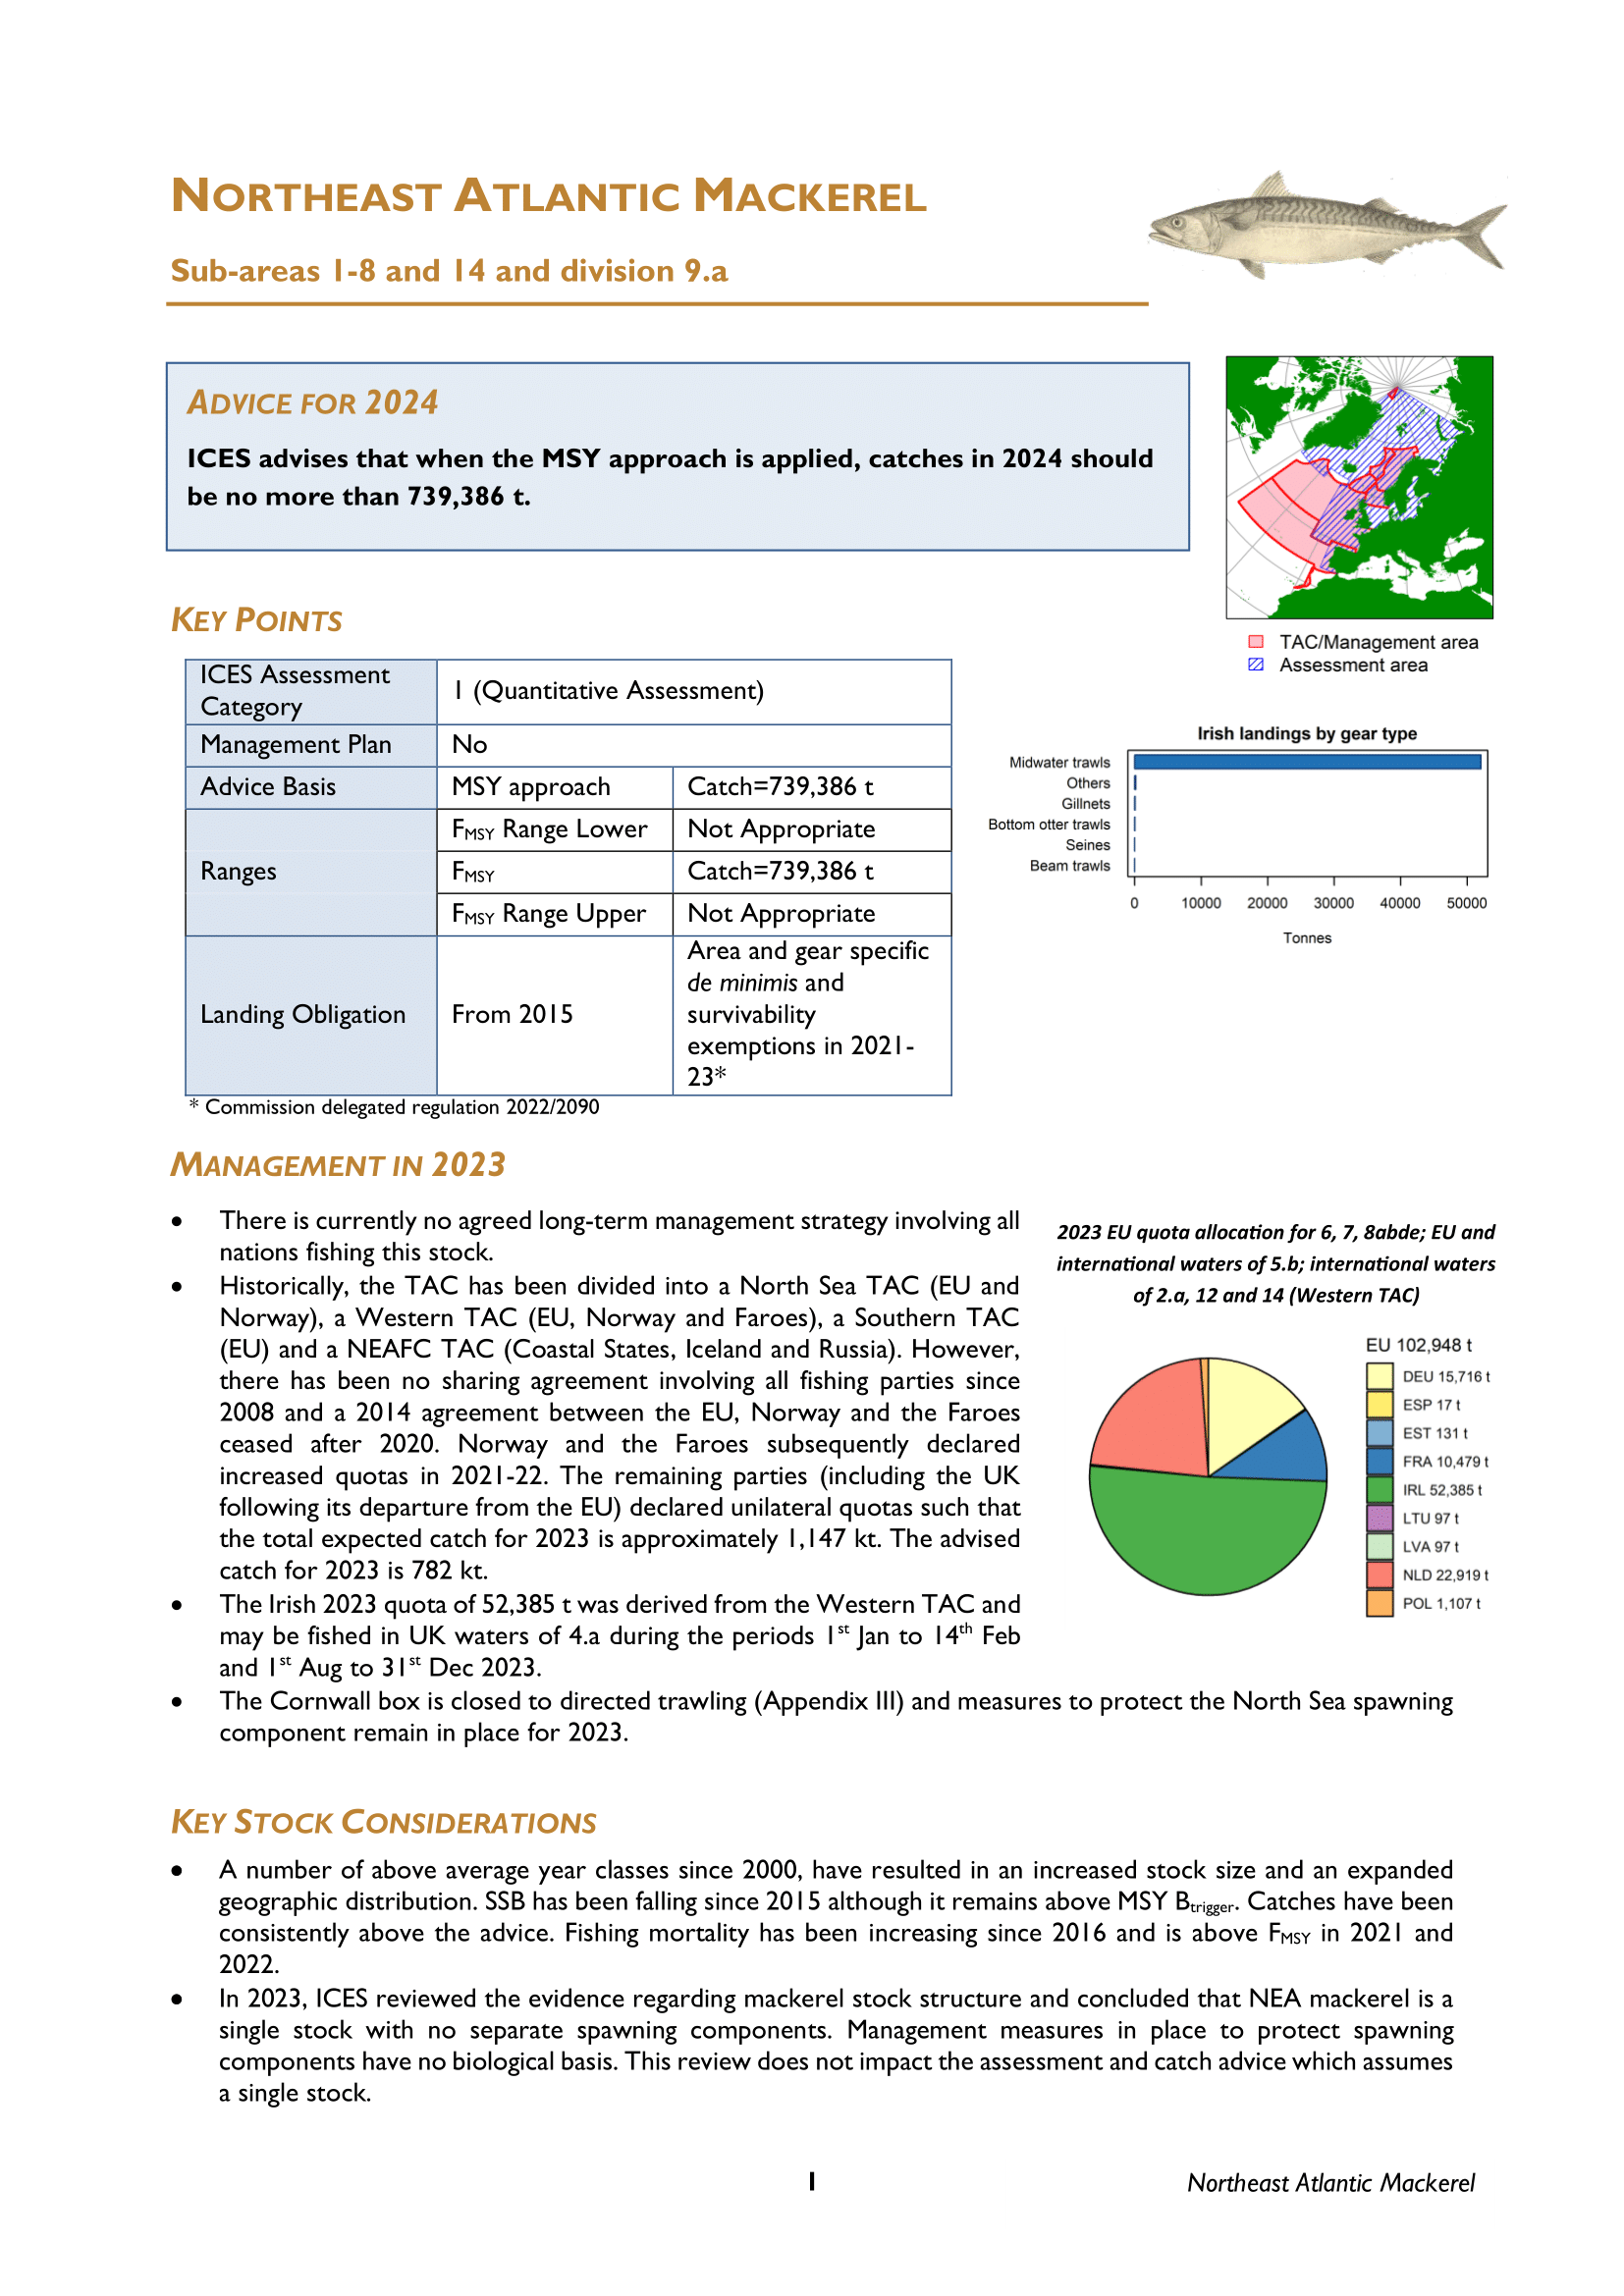 NORTHEAST ATLANTIC MACKEREL
Sub-areas 1-8 and 14 and division 9.a
ADVICE FOR 2024
ICES advises that when the MSY approach is applied, catches in 2024 should
be no more than 739,386 t.
TAC/Management area
Assessment area
KEY POINTS
ICES Assessment
Category
1 (Quantitative Assessment)
Management Plan
No
Advice Basis
MSY approach
Catch=739,386 t
Ranges
FMSY Range Lower
Not Appropriate
FMSY
Catch=739,386 t
FMSY Range Upper
Not Appropriate
Landing Obligation
From 2015
Area and gear specific
de minimis and
survivability
exemptions in 2021-
23*
* Commission delegated regulation 2022/2090
Irish landings by gear type
Midwater trawls
Others
Gillnets
Bottom otter trawls
Seines
Beam trawls
0 10000 20000 30000 40000 50000
Tonnes
MANAGEMENT IN 2023
• There is currently no agreed long-term management strategy involving all
nations fishing this stock.
• Historically, the TAC has been divided into a North Sea TAC (EU and
Norway), a Western TAC (EU, Norway and Faroes), a Southern TAC
(EU) and a NEAFC TAC (Coastal States, Iceland and Russia). However,
there has been no sharing agreement involving all fishing parties since
2008 and a 2014 agreement between the EU, Norway and the Faroes
ceased after 2020. Norway and the Faroes subsequently declared
increased quotas in 2021-22. The remaining parties (including the UK
following its departure from the EU) declared unilateral quotas such that
the total expected catch for 2023 is approximately 1,147 kt. The advised
catch for 2023 is 782 kt.
• The Irish 2023 quota of 52,385 t was derived from the Western TAC and
may be fished in UK waters of 4.a during the periods 1st Jan to 14th Feb
and 1st Aug to 31st Dec 2023.
• The Cornwall box is closed to directed trawling (Appendix III) and measures to protect the North Sea spawning
component remain in place for 2023.
2023 EU quota allocation for 6, 7, 8abde; EU and
international waters of 5.b; international waters
of 2.a, 12 and 14 (Western TAC)
EU 102,948 t
DEU 15,716 t
ESP 17 t
EST 131 t
FRA 10,479 t
IRL 52,385 t
LTU 97 t
LVA 97 t
NLD 22,919 t
POL 1,107 t
KEY STOCK CONSIDERATIONS
• A number of above average year classes since 2000, have resulted in an increased stock size and an expanded
geographic distribution. SSB has been falling since 2015 although it remains above MSY Btrigger. Catches have been
consistently above the advice. Fishing mortality has been increasing since 2016 and is above FMSY in 2021 and
2022.
• In 2023, ICES reviewed the evidence regarding mackerel stock structure and concluded that NEA mackerel is a
single stock with no separate spawning components. Management measures in place to protect spawning
components have no biological basis. This review does not impact the assessment and catch advice which assumes
a single stock.
1
Northeast Atlantic Mackerel